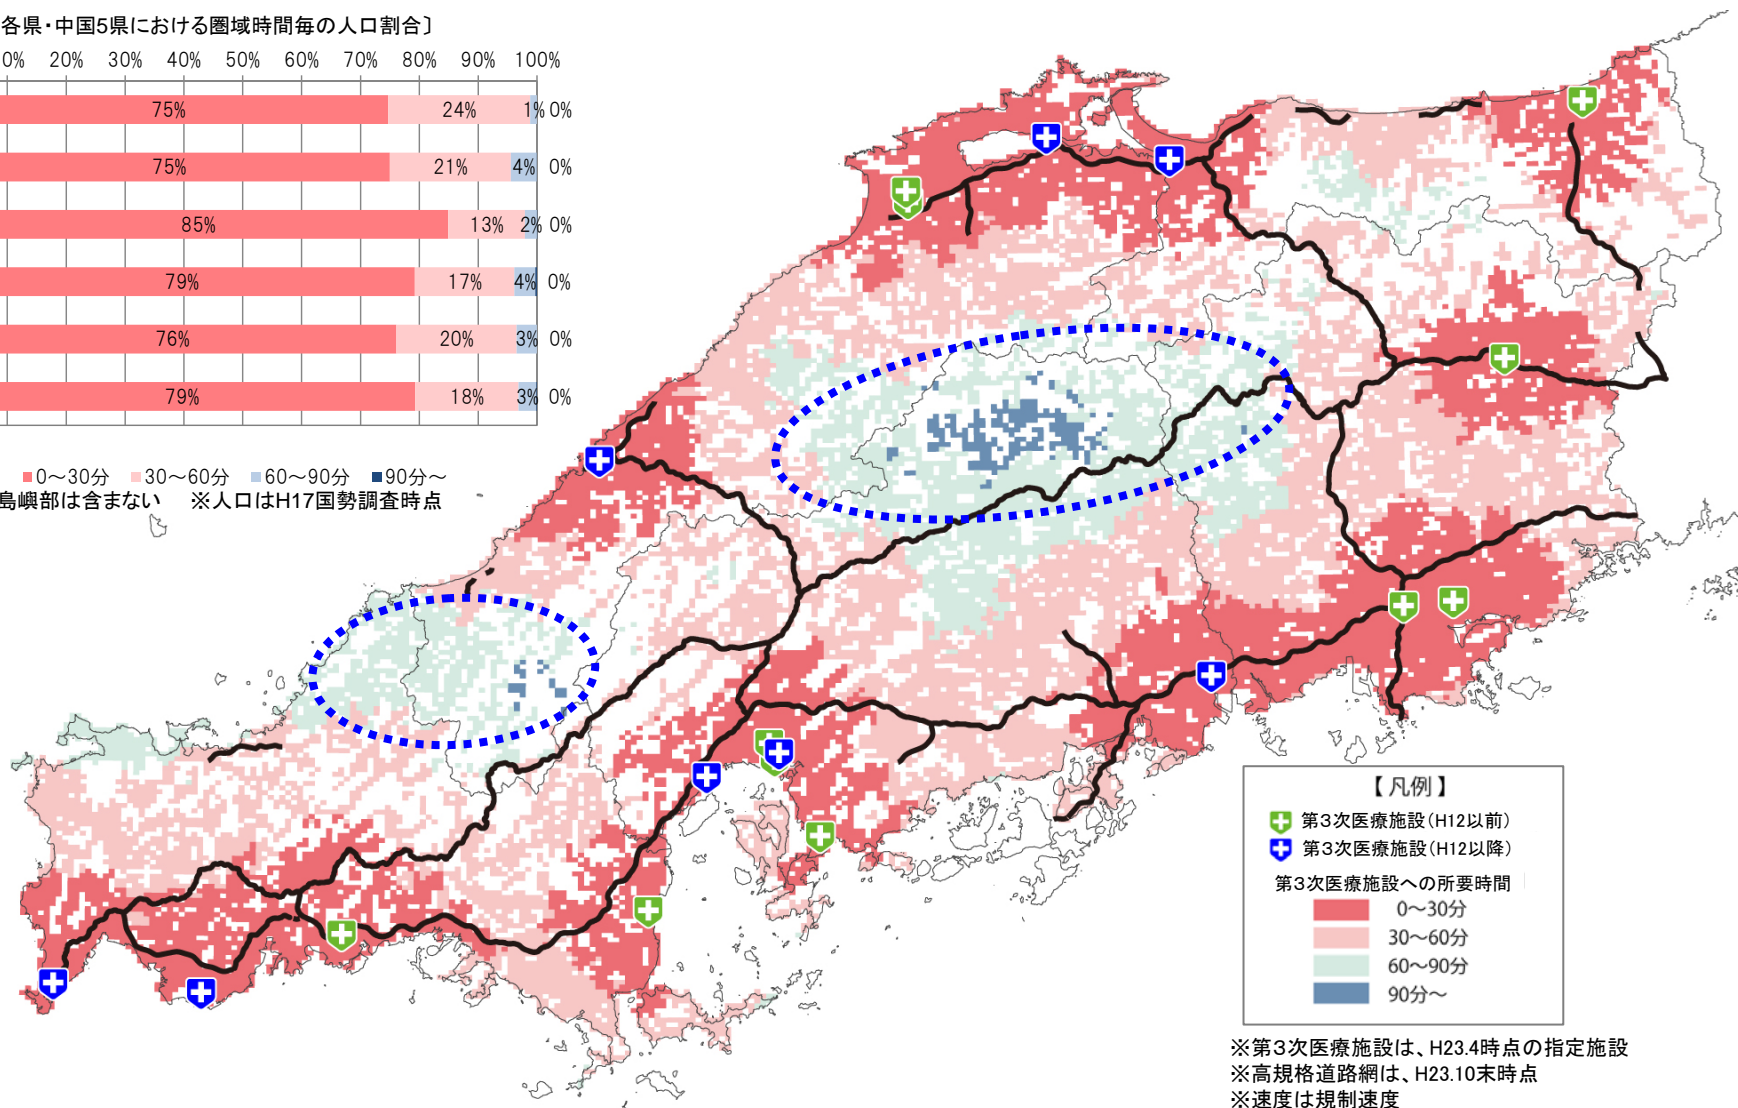 各県・中国5県における圏域時間毎の人口割合〕
0% 20% 30% 40% 50% 60% 70% 80% 90% 100%
75% 24% 1% 0%
75% 21% 4% 0%
85% 13% 2% 0%
79% 17% 4% 0%
76% 20% 3% 0%
79% 18% 3% 0%
0～30分 30～60分 60～90分 90分～
島嶼部は含まない ※人口はH17国勢調査時点
【凡例】
第3次医療施設(H12以前)
第3次医療施設(H12以降)
第3次医療施設への所要時間
0～30分
30～60分
60～90分
90分～
※第3次医療施設は、H23.4時点の指定施設
※高規格道路網は、H23.10末時点
※速度は規制速度